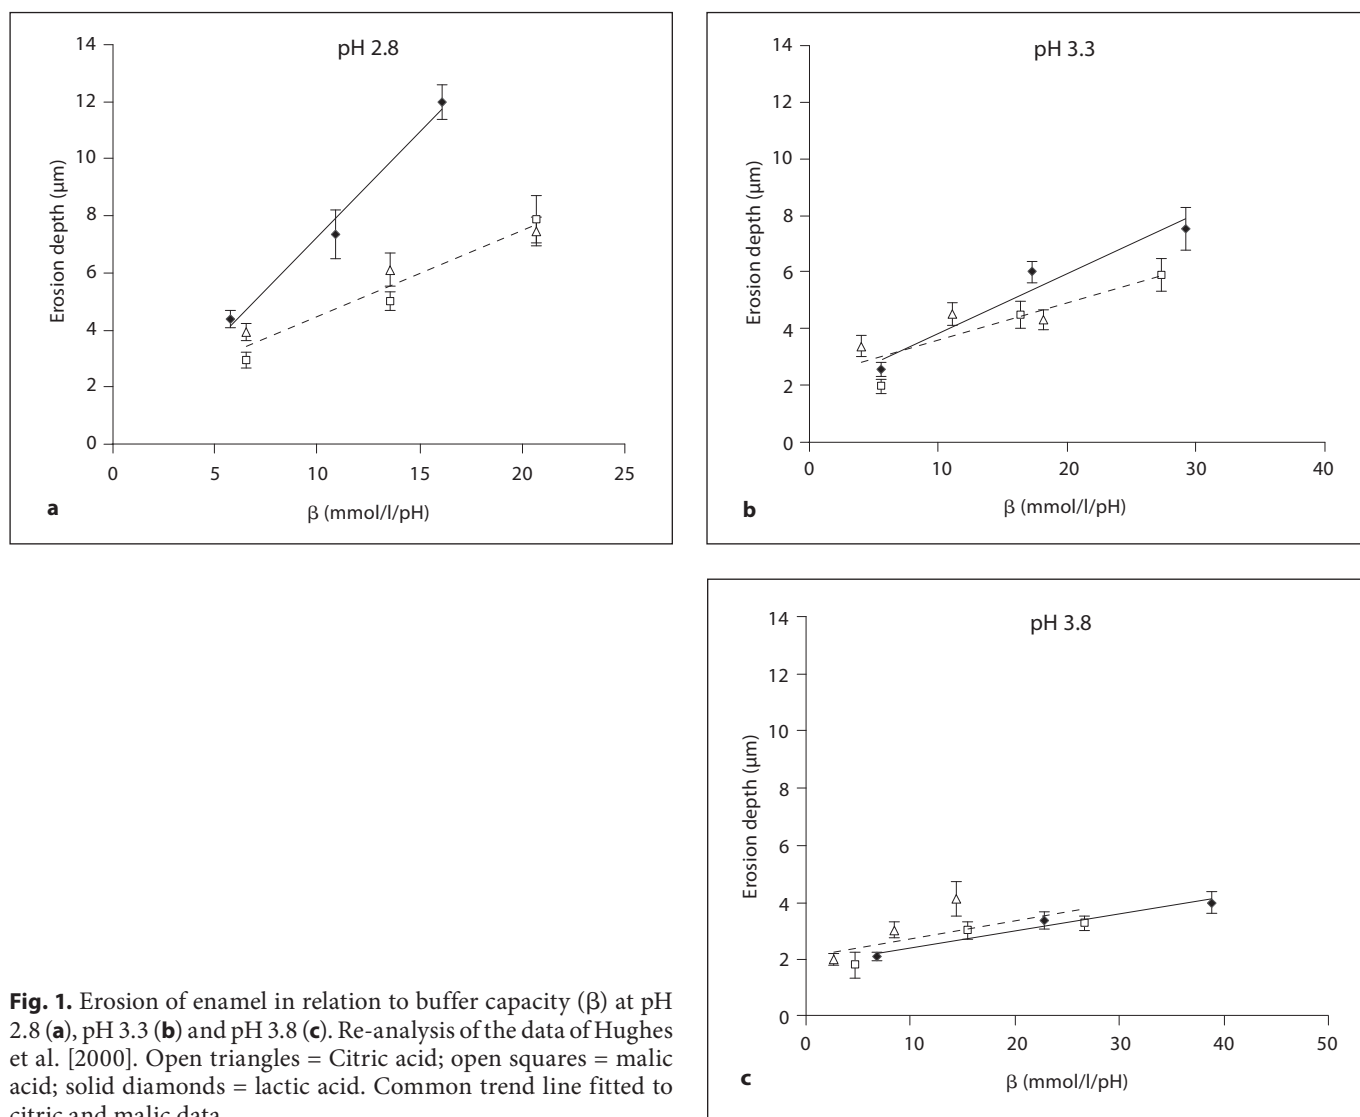 pH 2.8
14
12
10
8
6
4
2
0
Erosion depth (μm)
0 5 10 15 20 25
β (mmol/l/pH)
a
pH 3.3
14
12
10
8
6
4
2
0
Erosion depth (μm)
0 10 20 30 40
β (mmol/l/pH)
b
pH 3.8
14
12
10
8
6
4
2
0
Erosion depth (μm)
0 10 20 30 40 50
β (mmol/l/pH)
c
Fig. 1. Erosion of enamel in relation to buffer capacity (β) at pH
2.8 (a), pH 3.3 (b) and pH 3.8 (c). Re-analysis of the data of Hughes
et al. [2000]. Open triangles = Citric acid; open squares = malic
acid; solid diamonds = lactic acid. Common trend line fitted to
citric and malic data